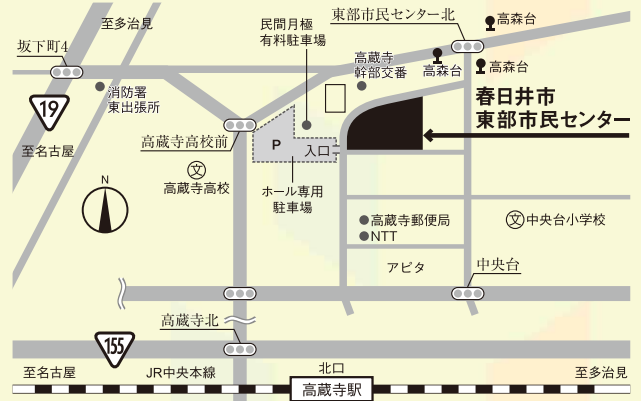 至多治見
民間月極
有料駐車場
東部市民センター北
高森台
坂下町4
高蔵寺
幹部交番
高森台
高森台
消防署
東出張所
19
春日井市
東部市民センター
至名古屋
高蔵寺高校前
P
入口
文
高蔵寺高校
ホール専用
駐車場
N
高蔵寺郵便局
NTT
文
中央台小学校
アピタ
中央台
高蔵寺北
155
至名古屋
JR中央本線
北口
至多治見
高蔵寺駅